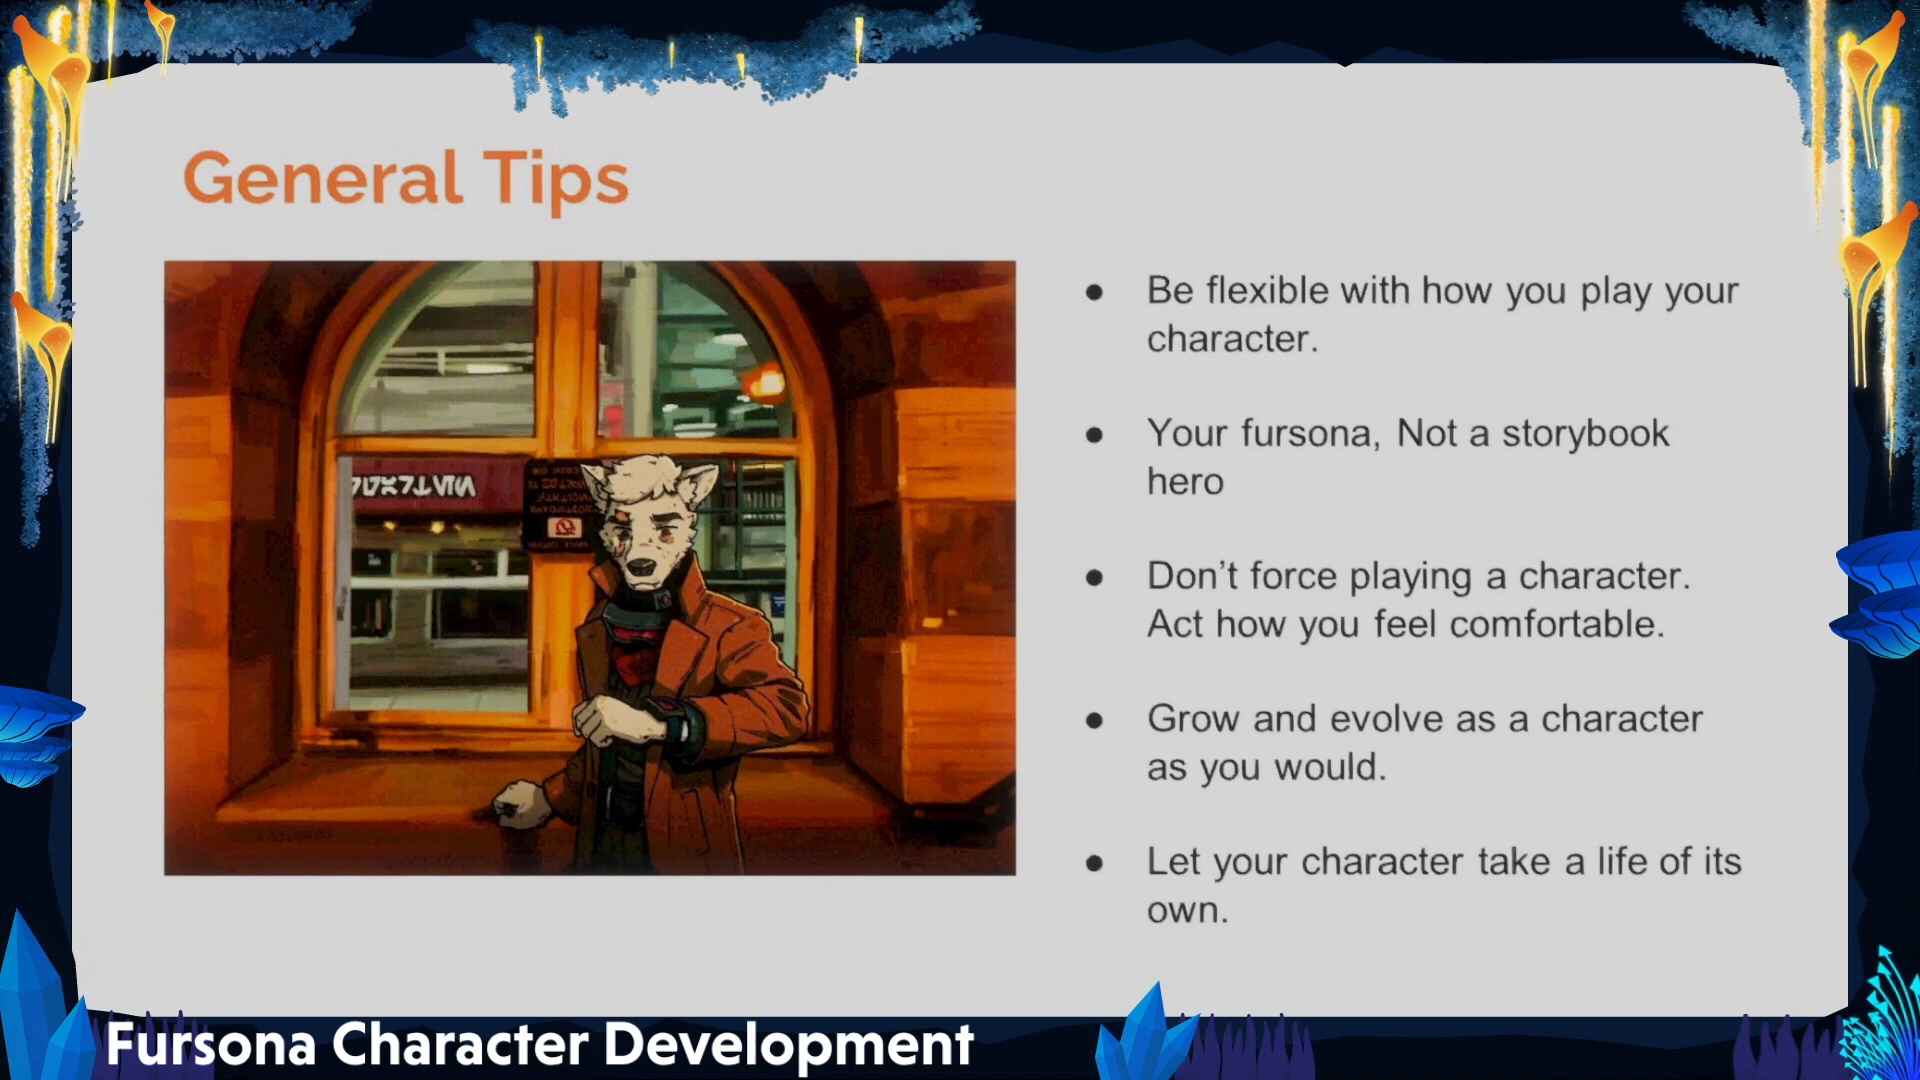 General Tips
● Be flexible with how you play your
character.
● Your fursona, Not a storybook
hero
● Don’t force playing a character.
Act how you feel comfortable.
● Grow and evolve as a character
as you would.
● Let your character take a life of its
own.
Fursona Character Development